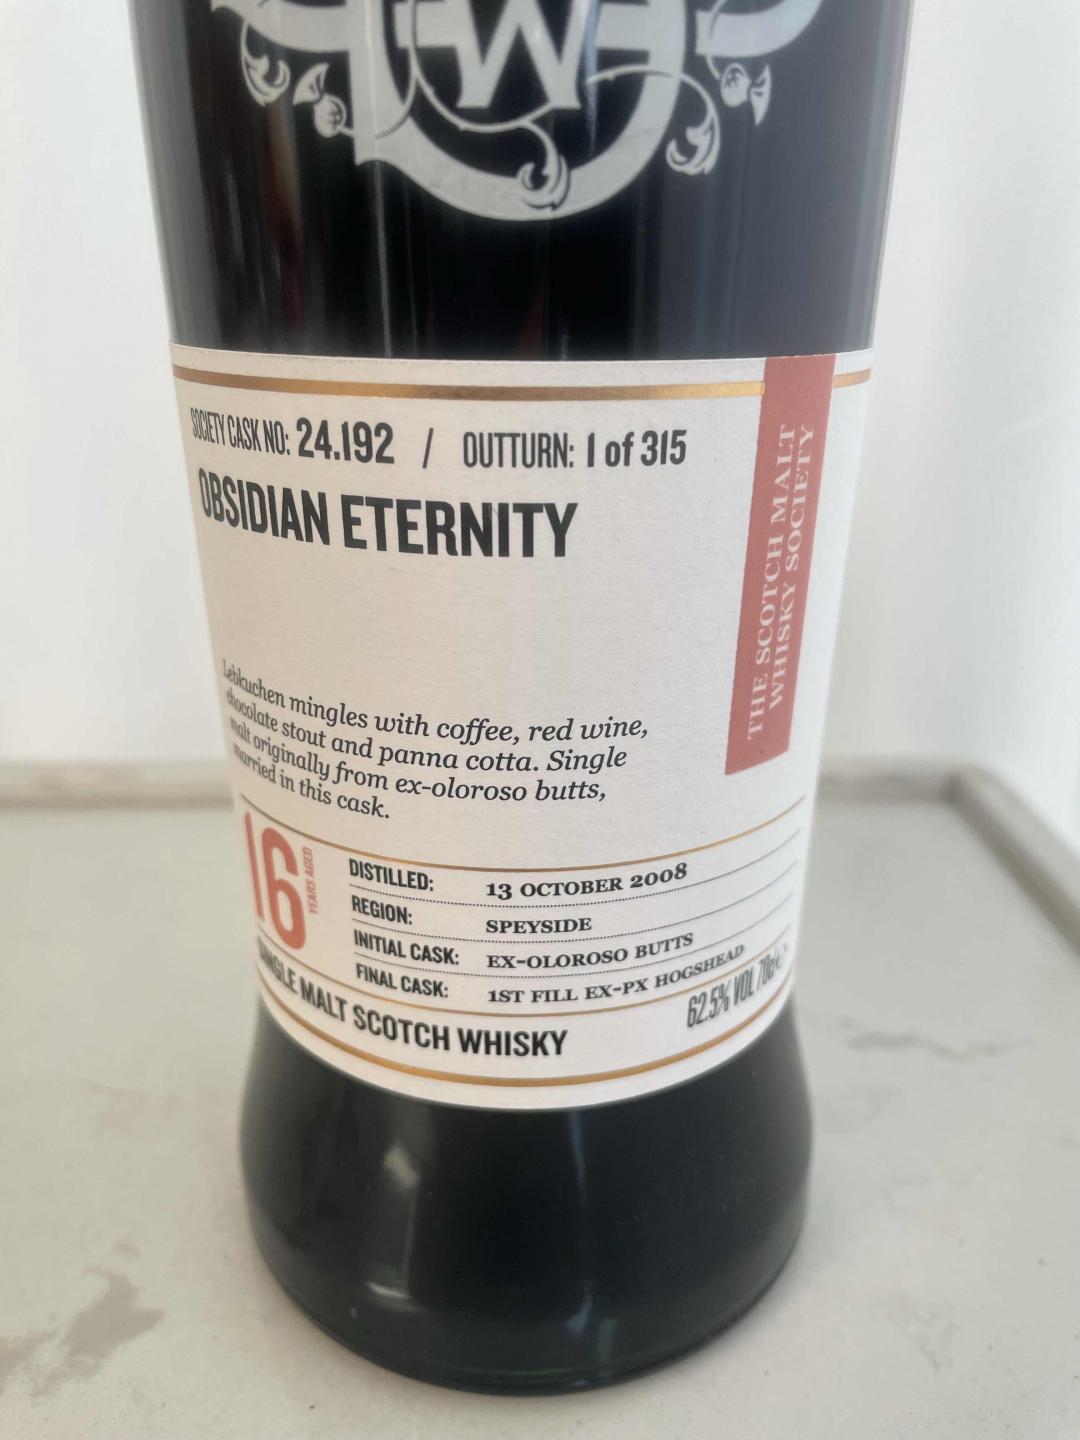 W
SOCIETY CASK NO: 24.192 / OUTTURN: 1 of 315
OBSIDIAN ETERNITY
THE SCOTCH MALT
WHISKY SOCIETY
Lebkuchen mingles with coffee, red wine,
chocolate stout and panna cotta. Single
malt originally from ex-oloroso butts,
married in this cask.
16 YEARS AGED
DISTILLED: 13 OCTOBER 2008
REGION: SPEYSIDE
INITIAL CASK: EX-OLOROSO BUTTS
FINAL CASK: 1ST FILL EX-PX HOGSHEAD
SINGLE MALT SCOTCH WHISKY
62.5% VOL 70cl e